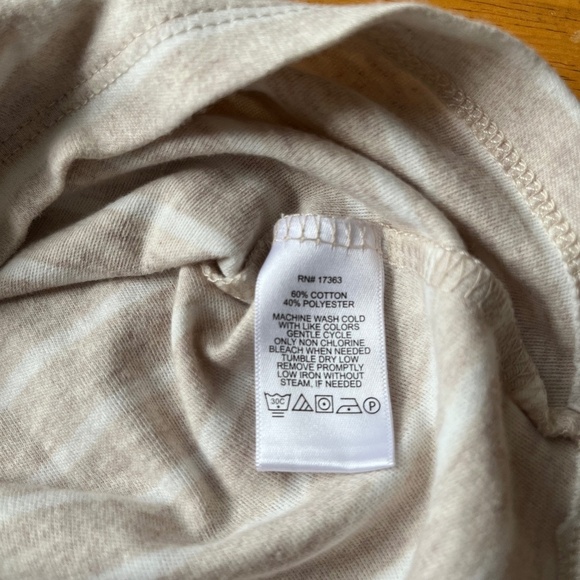 RN# 17363
60% COTTON
40% POLYESTER
MACHINE WASH COLD
WITH LIKE COLORS
GENTLE CYCLE
ONLY NON CHLORINE
BLEACH WHEN NEEDED
TUMBLE DRY LOW
REMOVE PROMPTLY
LOW IRON WITHOUT
STEAM, IF NEEDED
30C P